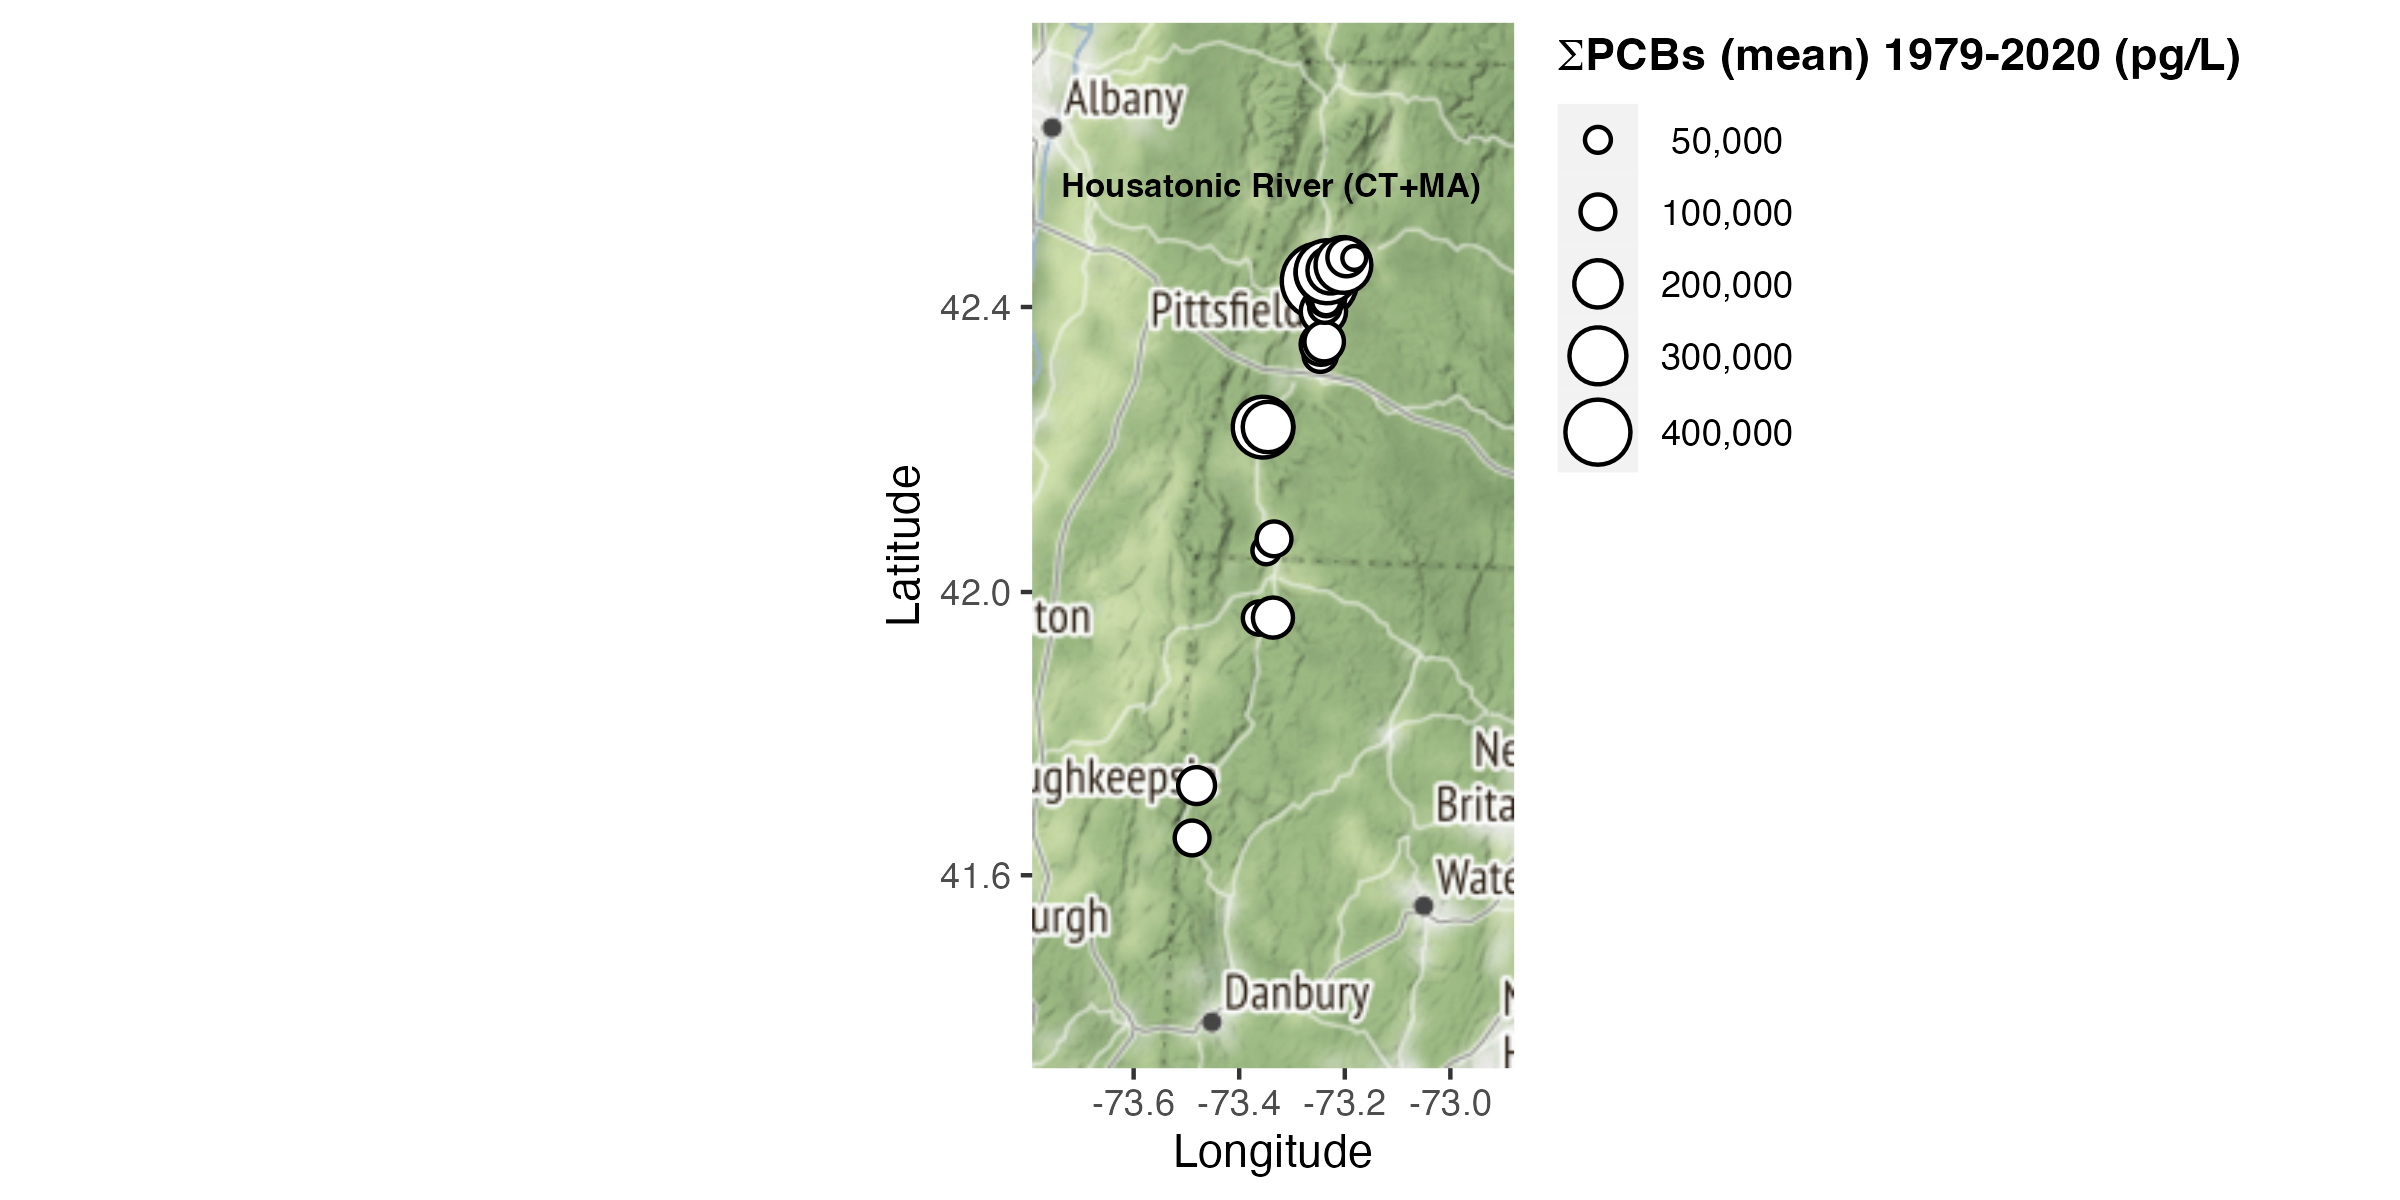 ΣPCBs (mean) 1979-2020 (pg/L)
50,000
100,000
200,000
300,000
400,000
Albany
Housatonic River (CT+MA)
Pittsfield
ton
ughkeepsie
Ne
Brita
Wate
urgh
Danbury
N
H
Latitude
42.4
42.0
41.6
-73.6 -73.4 -73.2 -73.0
Longitude